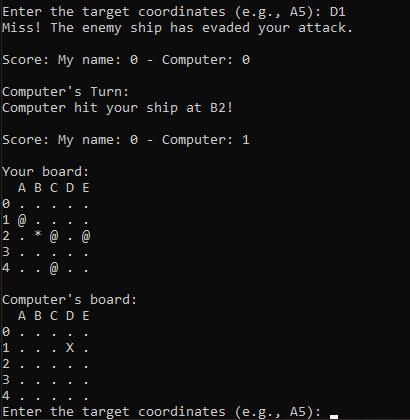 Enter the target coordinates (e.g., A5): D1
Miss! The enemy ship has evaded your attack.
Score: My name: 0 - Computer: 0
Computer's Turn:
Computer hit your ship at B2!
Score: My name: 0 - Computer: 1
Your board:
  A B C D E
0 . . . . .
1 @ . . . .
2 . * @ . @
3 . . . . .
4 . . @ . .
Computer's board:
  A B C D E
0 . . . . .
1 . . . X .
2 . . . . .
3 . . . . .
4 . . . . .
Enter the target coordinates (e.g., A5):